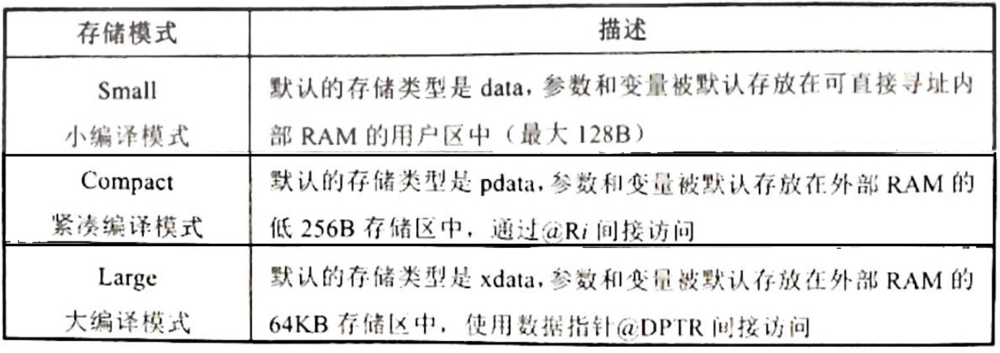 存储模式 描述
Small
小编译模式
默认的存储类型是 data, 参数和变量被默认存放在可直接寻址内
部 RAM 的用户区中（最大 128B）
Compact
紧凑编译模式
默认的存储类型是 pdata, 参数和变量被默认存放在外部 RAM 的
低 256B 存储区中，通过@Ri 间接访问
Large
大编译模式
默认的存储类型是 xdata, 参数和变量被默认存放在外部 RAM 的
64KB 存储区中，使用数据指针@DPTR 间接访问